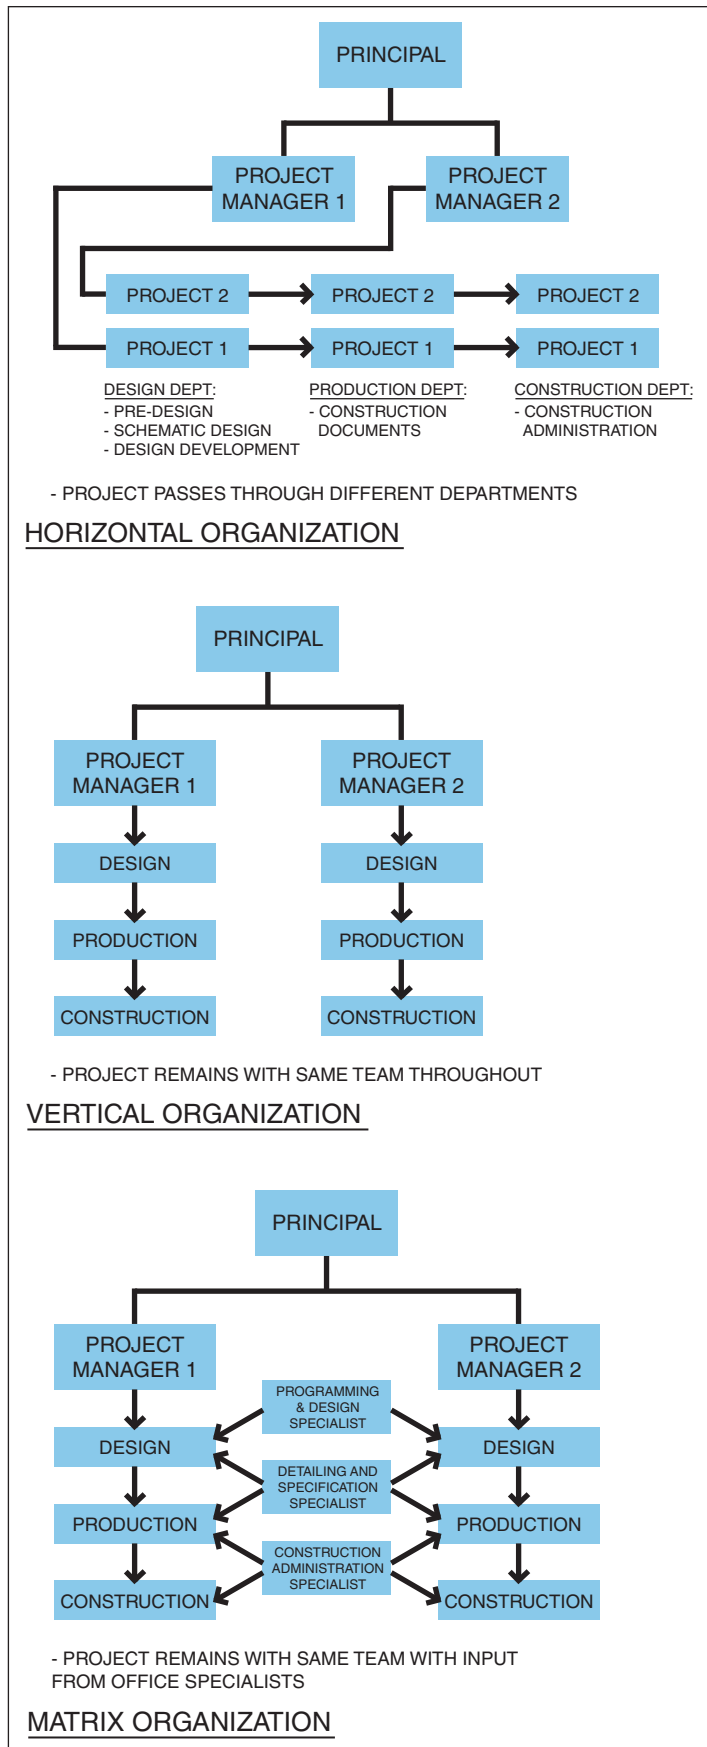 PRINCIPAL
PROJECT
MANAGER 1
PROJECT
MANAGER 2
PROJECT 2
PROJECT 2
PROJECT 2
PROJECT 1
PROJECT 1
PROJECT 1
DESIGN DEPT:
- PRE-DESIGN
- SCHEMATIC DESIGN
- DESIGN DEVELOPMENT
PRODUCTION DEPT:
- CONSTRUCTION
DOCUMENTS
CONSTRUCTION DEPT:
- CONSTRUCTION
ADMINISTRATION
- PROJECT PASSES THROUGH DIFFERENT DEPARTMENTS
HORIZONTAL ORGANIZATION
PRINCIPAL
PROJECT
MANAGER 1
PROJECT
MANAGER 2
DESIGN
DESIGN
PRODUCTION
PRODUCTION
CONSTRUCTION
CONSTRUCTION
- PROJECT REMAINS WITH SAME TEAM THROUGHOUT
VERTICAL ORGANIZATION
PRINCIPAL
PROJECT
MANAGER 1
PROJECT
MANAGER 2
PROGRAMMING
& DESIGN
SPECIALIST
DESIGN
DESIGN
DETAILING AND
SPECIFICATION
SPECIALIST
PRODUCTION
PRODUCTION
CONSTRUCTION
ADMINISTRATION
SPECIALIST
CONSTRUCTION
CONSTRUCTION
- PROJECT REMAINS WITH SAME TEAM WITH INPUT
FROM OFFICE SPECIALISTS
MATRIX ORGANIZATION